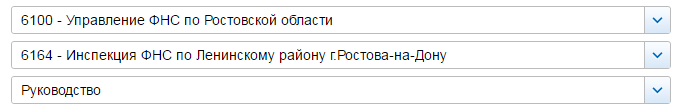 6100 - Управление ФНС по Ростовской области
6164 - Инспекция ФНС по Ленинскому району г.Ростова-на-Дону
Руководство